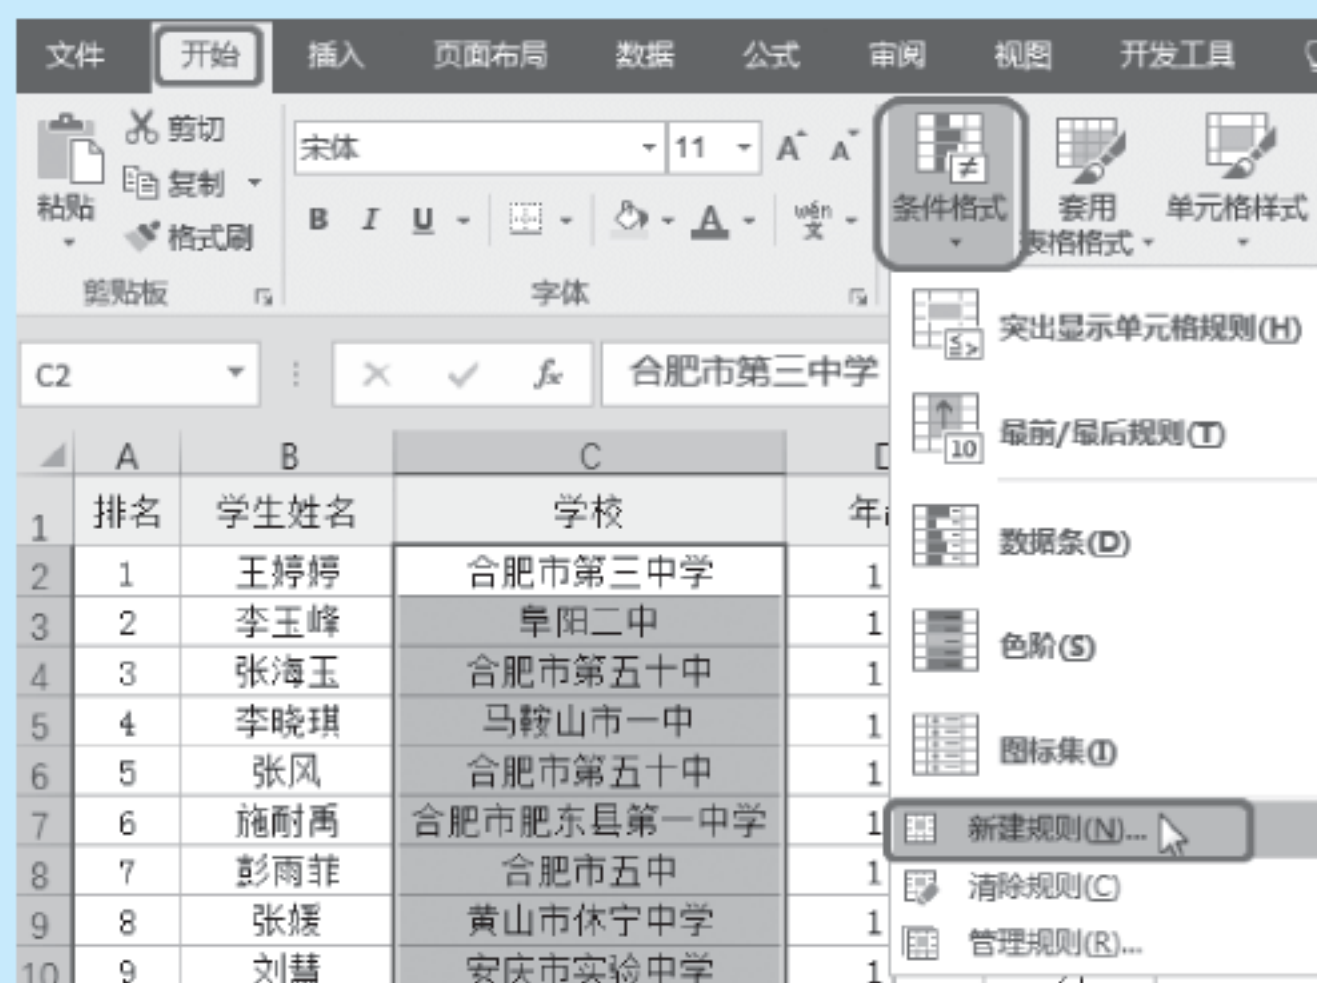 文件 开始 插入 页面布局 数据 公式 审阅 视图 开发工具
剪切
宋体 11 A A
复制
粘贴
格式刷
B I U A wén 文
条件格式 套用 表格格式 单元格样式
剪贴板 字体
突出显示单元格规则(H)
C2 fx 合肥市第三中学
最前/最后规则(T)
10
数据条(D)
色阶(S)
图标集(I)
新建规则(N)...
清除规则(C)
管理规则(R)...
A B C
1 排名 学生姓名 学校
2 1 王婷婷 合肥市第三中学 1
3 2 李玉峰 阜阳二中 1
4 3 张海玉 合肥市第五十中 1
5 4 李晓琪 马鞍山市一中 1
6 5 张风 合肥市第五十中 1
7 6 施耐禹 合肥市肥东县第一中学 1
8 7 彭雨菲 合肥市五中 1
9 8 张媛 黄山市休宁中学 1
10 9 刘慧 安庆市实验中学 1